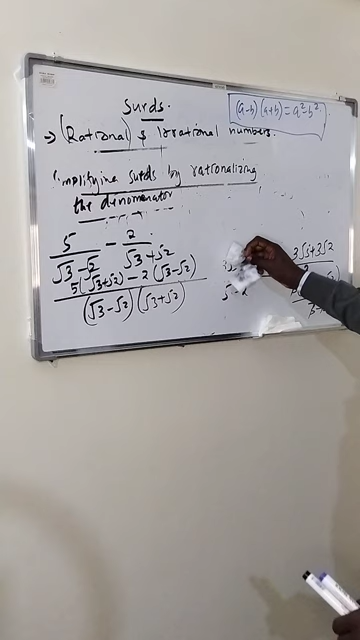 Surds.
(a-b)(a+b) = a²-b²
→ (Rational) & Irrational numbers.
Simplifying Surds by rationalizing
the denominator
5/(√3-√2) - 2/(√3+√2)
5(√3+√2) - 2(√3-√2)
(√3-√2)(√3+√2)
3√3+3√2